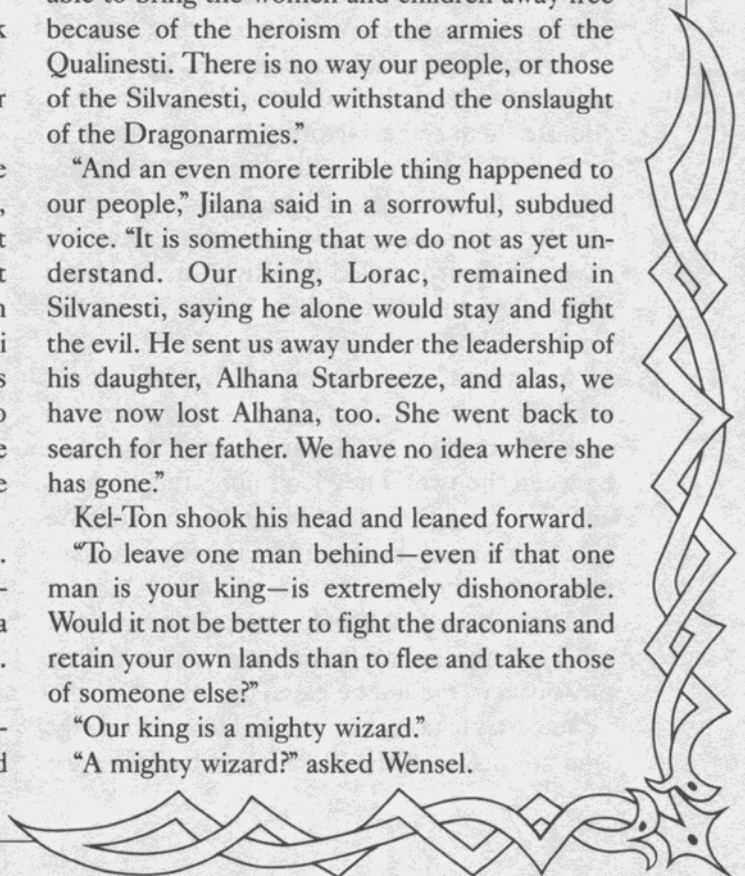 able to bring the women and children away free
because of the heroism of the armies of the
Qualinesti. There is no way our people, or those
of the Silvanesti, could withstand the onslaught
of the Dragonarmies.”
“And an even more terrible thing happened to
our people,” Jilana said in a sorrowful, subdued
voice. “It is something that we do not as yet un-
derstand. Our king, Lorac, remained in
Silvanesti, saying he alone would stay and fight
the evil. He sent us away under the leadership of
his daughter, Alhana Starbreeze, and alas, we
have now lost Alhana, too. She went back to
search for her father. We have no idea where she
has gone.”
Kel-Ton shook his head and leaned forward.
“To leave one man behind—even if that one
man is your king—is extremely dishonorable.
Would it not be better to fight the draconians and
retain your own lands than to flee and take those
of someone else?”
“Our king is a mighty wizard.”
“A mighty wizard?” asked Wensel.